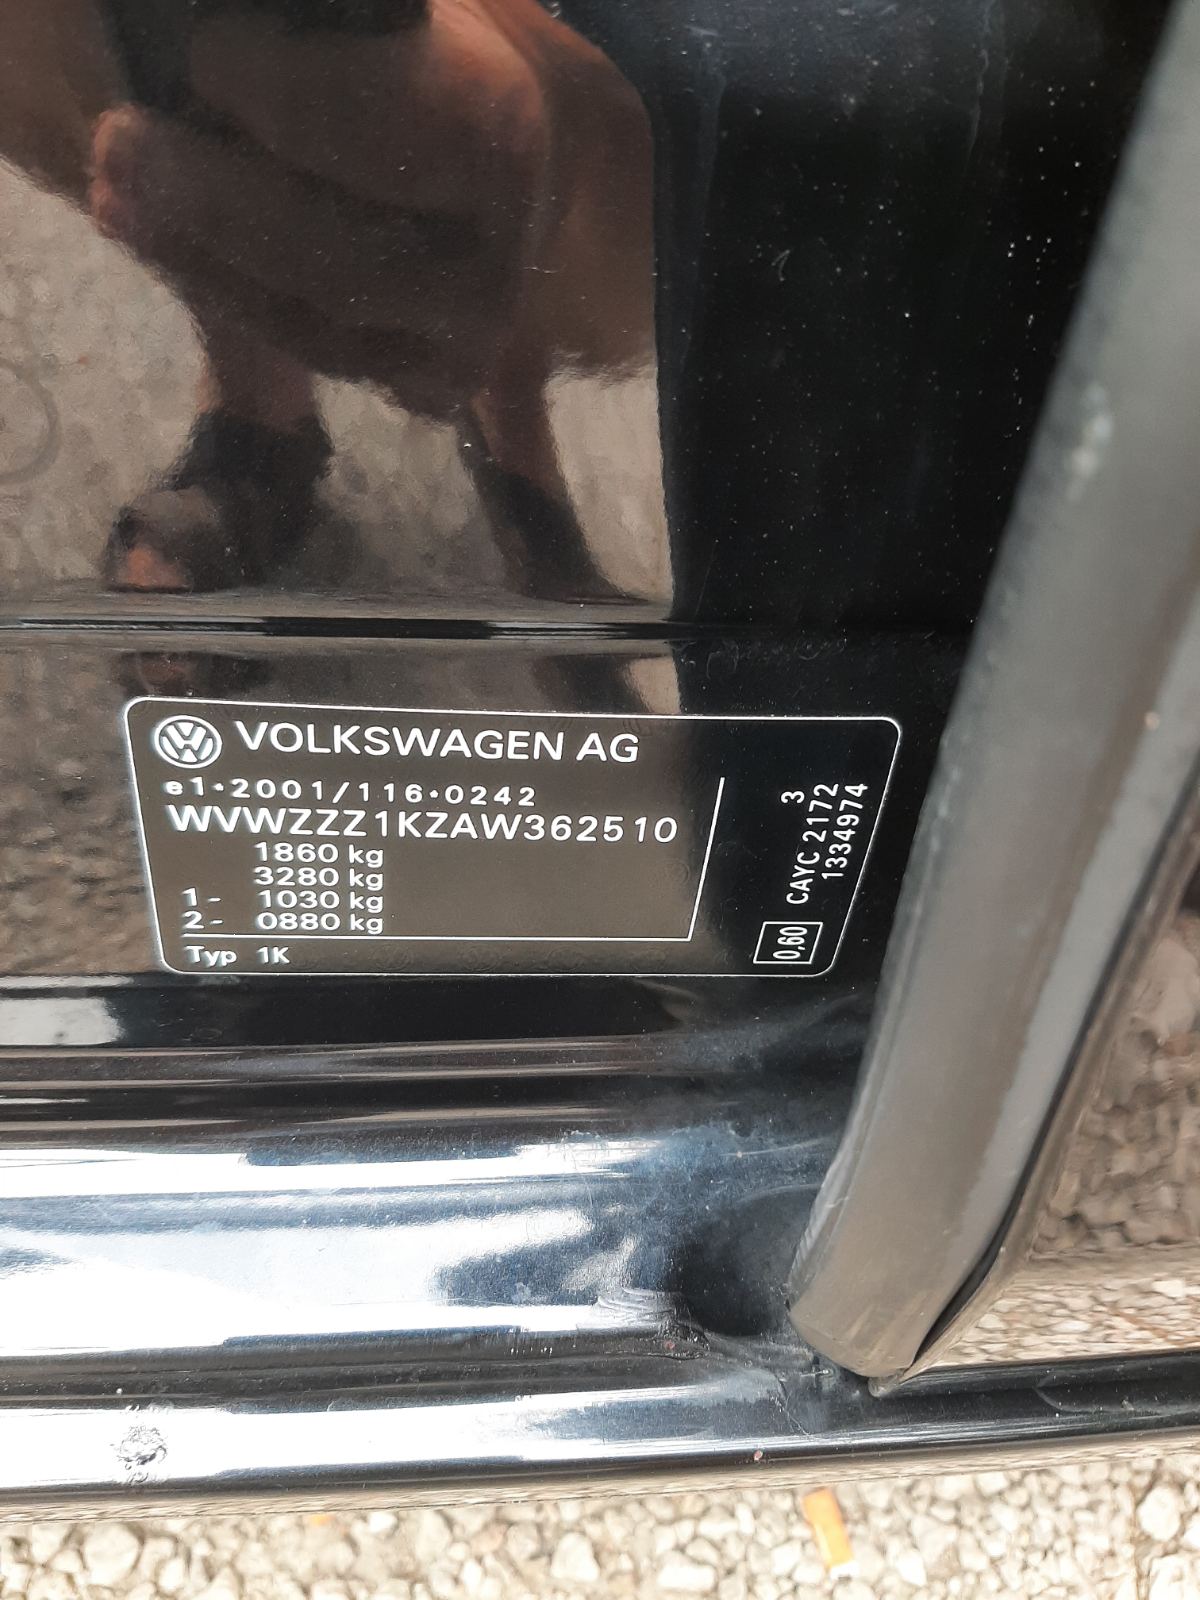 VOLKSWAGEN AG
e1*2001/116*0242
WVWZZZ1KZAW362510
1860 kg
3280 kg
1- 1030 kg
2- 0880 kg
Typ 1K
0,60
3
CAYC 2172
1334974